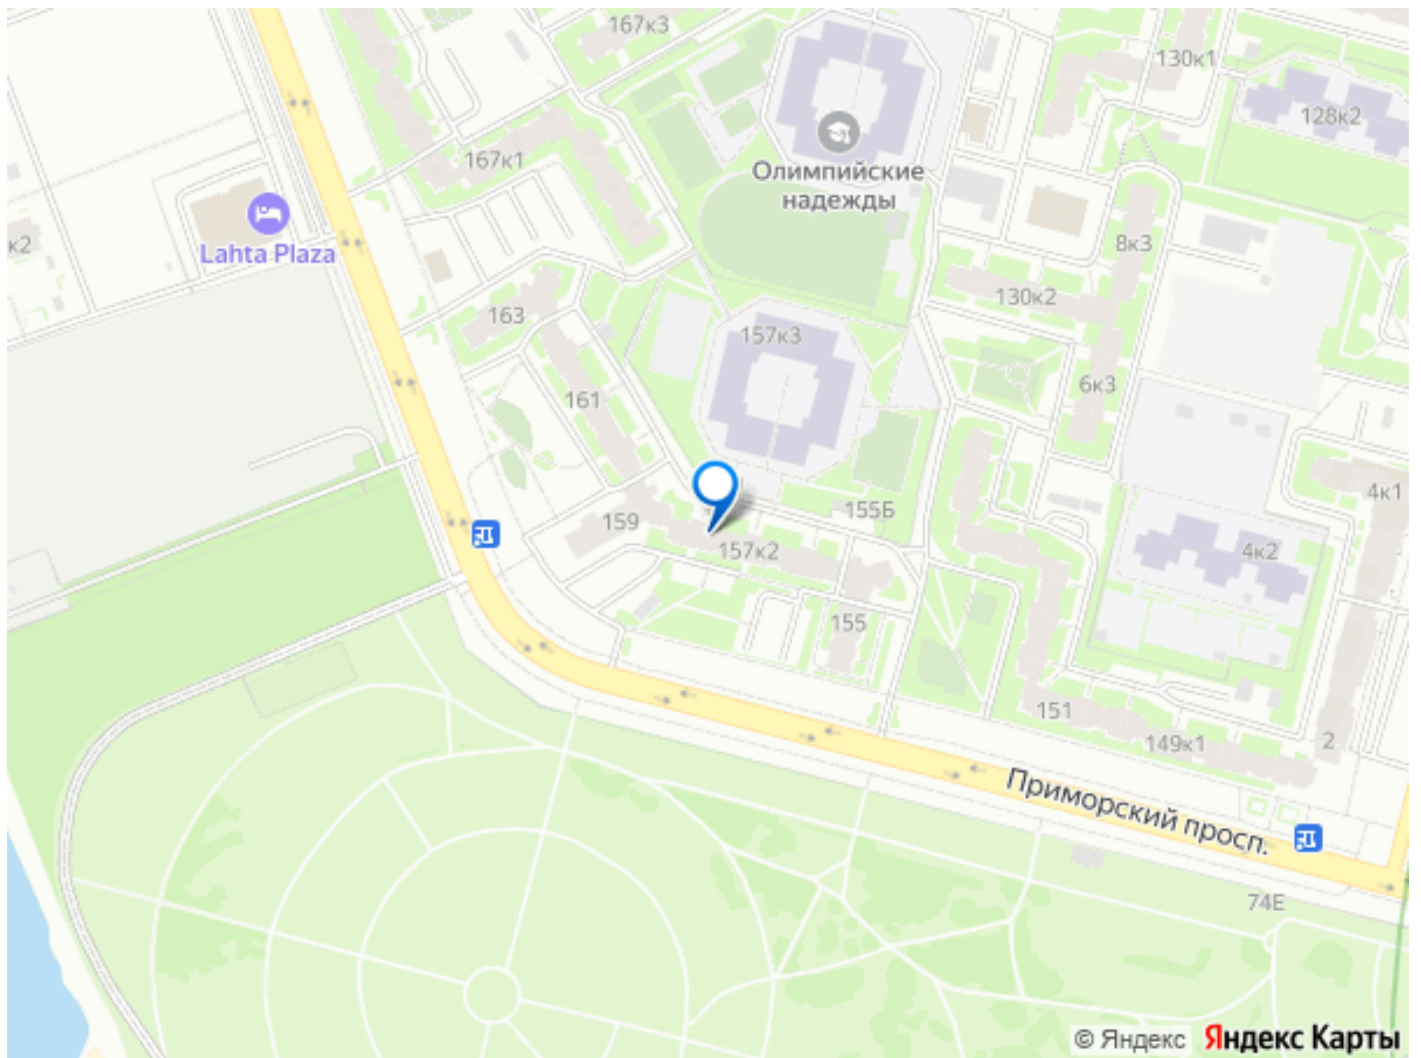 167к3
130к1
128к2
167к1
Олимпийские
надежды
к2
Lahta Plaza
8к3
130к2
163
157к3
6к3
161
4к1
155Б
159
157к2
4к2
155
151
149к1
2
Приморский просп.
74Е
© Яндекс Яндекс Карты